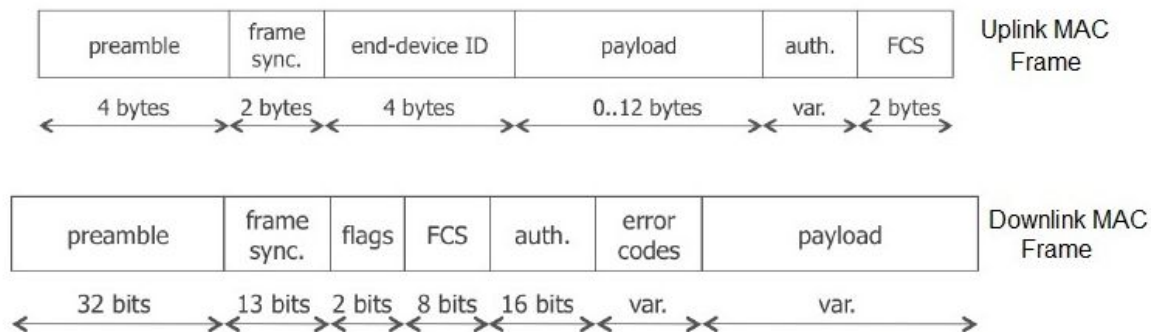 preamble
frame
sync.
end-device ID
payload
auth.
FCS
Uplink MAC
Frame
4 bytes
2 bytes
4 bytes
0..12 bytes
var.
2 bytes
preamble
frame
sync.
flags
FCS
auth.
error
codes
payload
Downlink MAC
Frame
32 bits
13 bits
2 bits
8 bits
16 bits
var.
var.